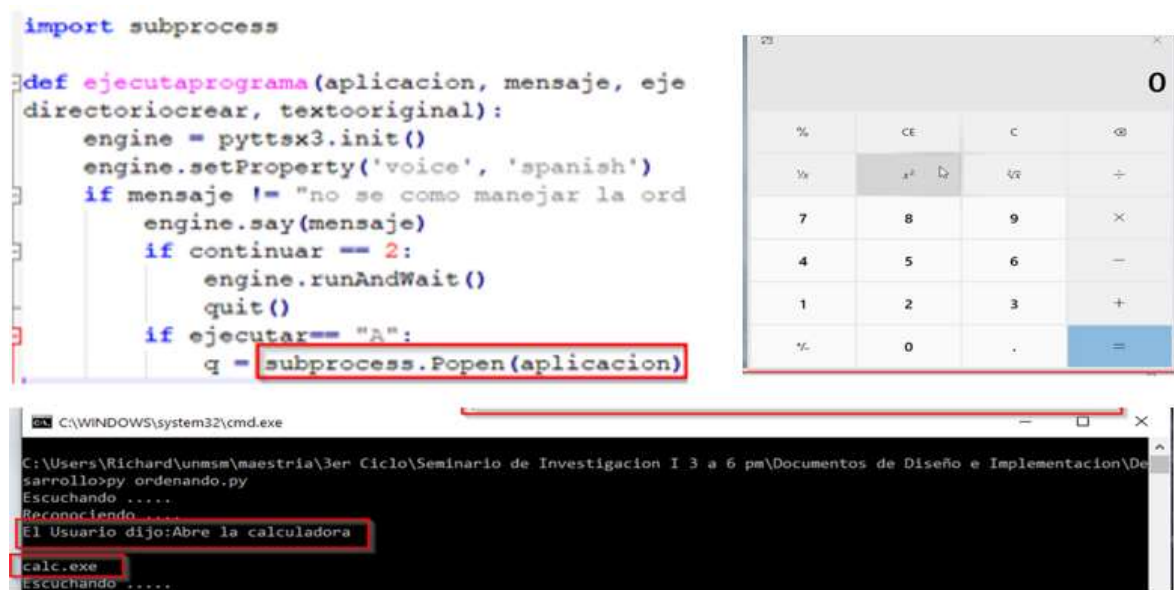 import subprocess
def ejecutaprograma(aplicacion, mensaje, eje
directoriocrear, textooriginal):
engine = pyttsx3.init()
engine.setProperty('voice', 'spanish')
if mensaje != "no se como manejar la ord
engine.say(mensaje)
if continuar == 2:
engine.runAndWait()
quit()
if ejecutar== "A":
q = subprocess.Popen(aplicacion)
0
% CE C
¹/x x²  ÷
7 8 9 ×
4 5 6 −
1 2 3 +
+/- 0 . =
C:\WINDOWS\system32\cmd.exe
C:\Users\Richard\unmsm\maestria\3er Ciclo\Seminario de Investigacion I 3 a 6 pm\Documentos de Diseño e Implementacion\De
sarrollo>py ordenando.py
Escuchando .....
Reconociendo ....
El Usuario dijo:Abre la calculadora
calc.exe
Escuchando .....